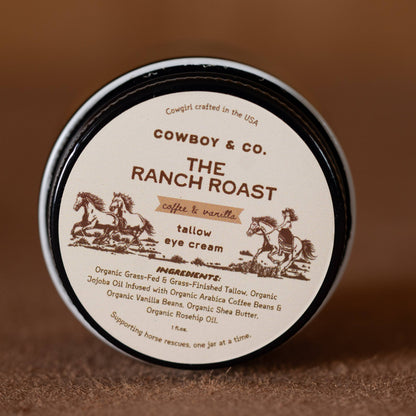 Cowgirl crafted in the USA
COWBOY & CO.
THE
RANCH ROAST
coffee & vanilla
tallow
eye cream
INGREDIENTS:
Organic Grass-Fed & Grass-Finished Tallow, Organic
Jojoba Oil Infused with Organic Arabica Coffee Beans &
Organic Vanilla Beans, Organic Shea Butter,
Organic Rosehip Oil.
1 fl oz.
Supporting horse rescues, one jar at a time.